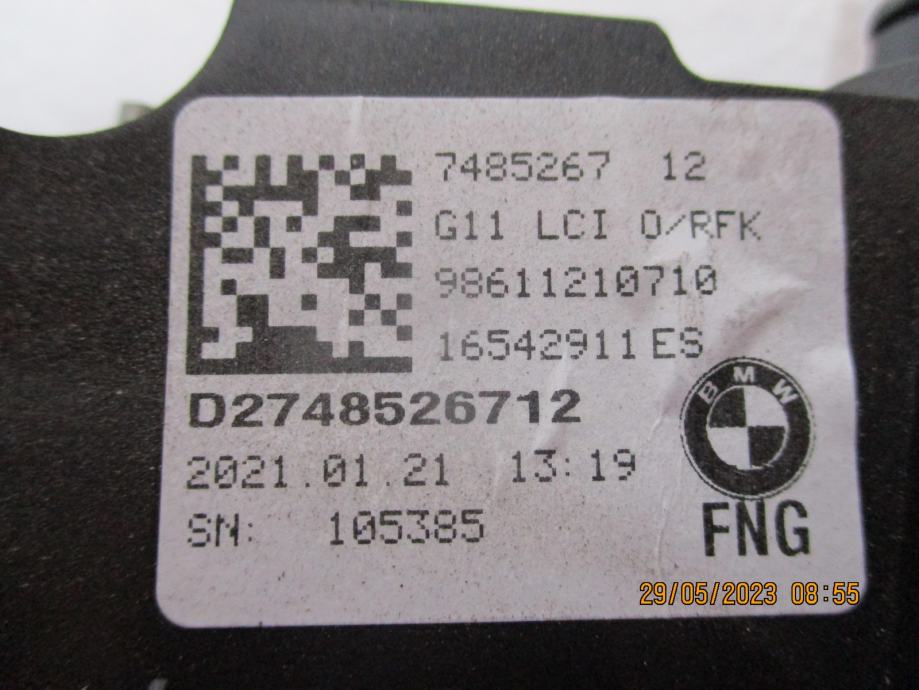 7485267 12
G11 LCI O/RFK
98611210710
16542911 ES
D2748526712
2021.01.21 13:19
SN: 105385
BMW
FNG
29/05/2023 08:55